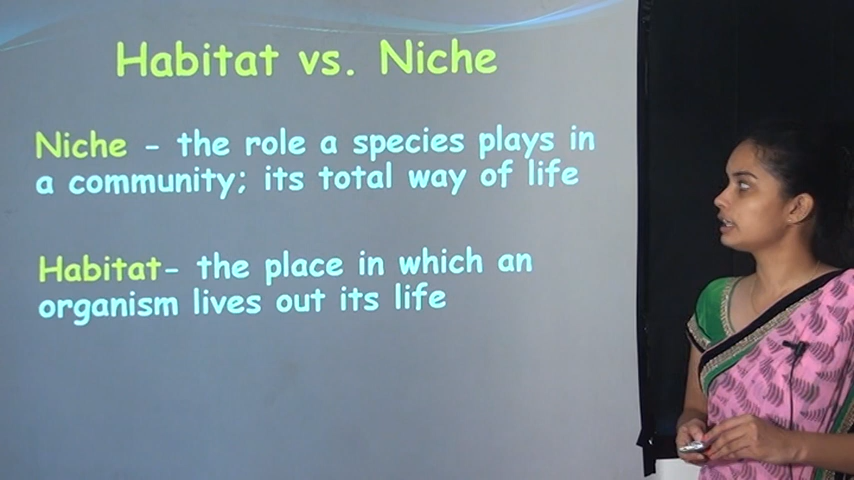 Habitat vs. Niche
Niche - the role a species plays in
a community; its total way of life
Habitat- the place in which an
organism lives out its life